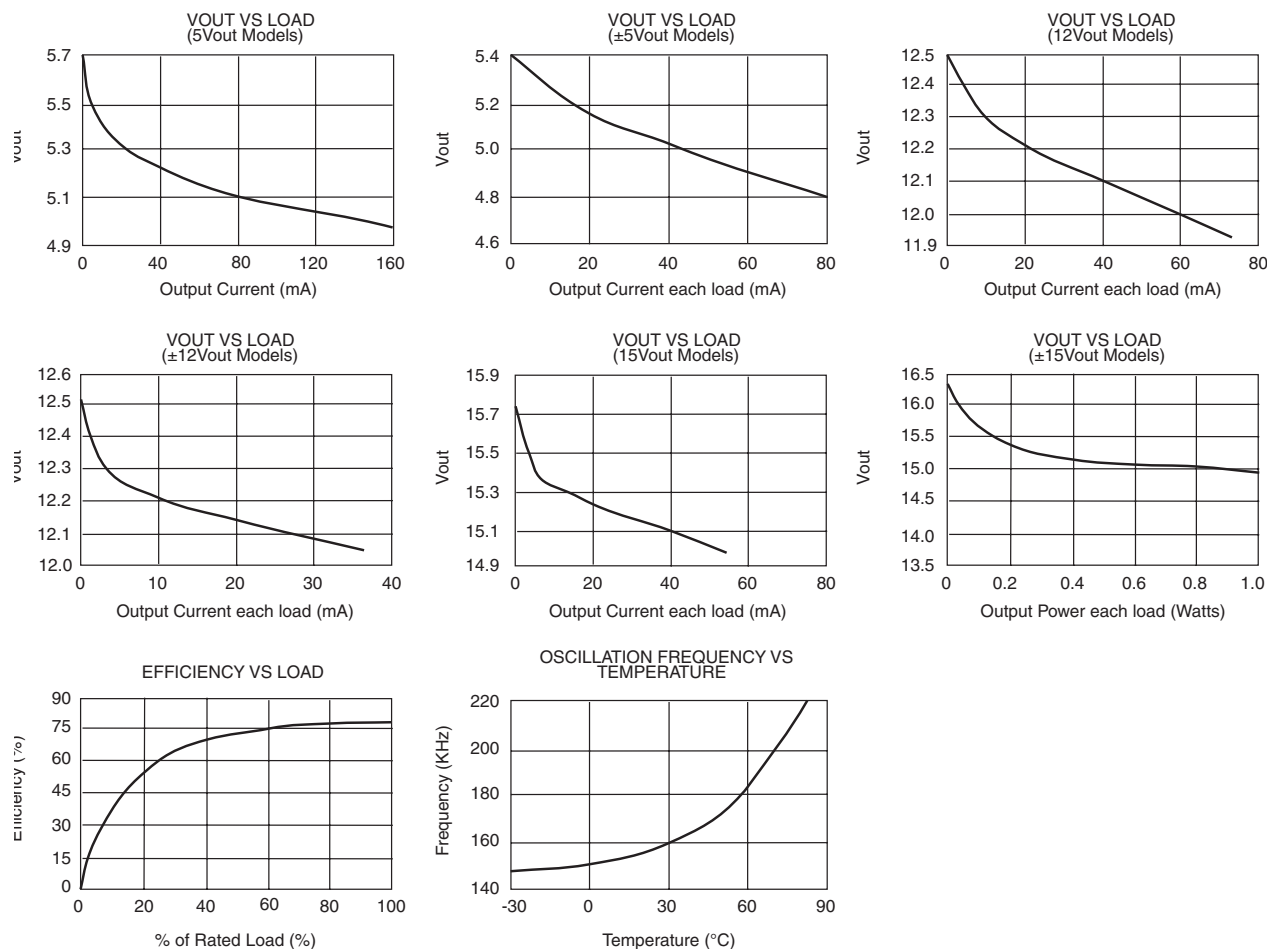 VOUT VS LOAD
(5Vout Models)
5.7
5.5
5.3
5.1
4.9
Vout
0 40 80 120 160
Output Current (mA)
VOUT VS LOAD
(±5Vout Models)
5.4
5.2
5.0
4.8
4.6
Vout
0 20 40 60 80
Output Current each load (mA)
VOUT VS LOAD
(12Vout Models)
12.5
12.4
12.3
12.2
12.1
12.0
11.9
Vout
0 20 40 60 80
Output Current each load (mA)
VOUT VS LOAD
(±12Vout Models)
12.6
12.5
12.4
12.3
12.2
12.1
12.0
Vout
0 10 20 30 40
Output Current each load (mA)
VOUT VS LOAD
(15Vout Models)
15.9
15.7
15.5
15.3
15.1
14.9
Vout
0 20 40 60 80
Output Current each load (mA)
VOUT VS LOAD
(±15Vout Models)
16.5
16.0
15.5
15.0
14.5
14.0
13.5
Vout
0 0.2 0.4 0.6 0.8 1.0
Output Power each load (Watts)
EFFICIENCY VS LOAD
90
75
60
45
30
15
0
Efficiency (%)
0 20 40 60 80 100
% of Rated Load (%)
OSCILLATION FREQUENCY VS
TEMPERATURE
220
200
180
160
140
Frequency (KHz)
-30 0 30 60 90
Temperature (°C)